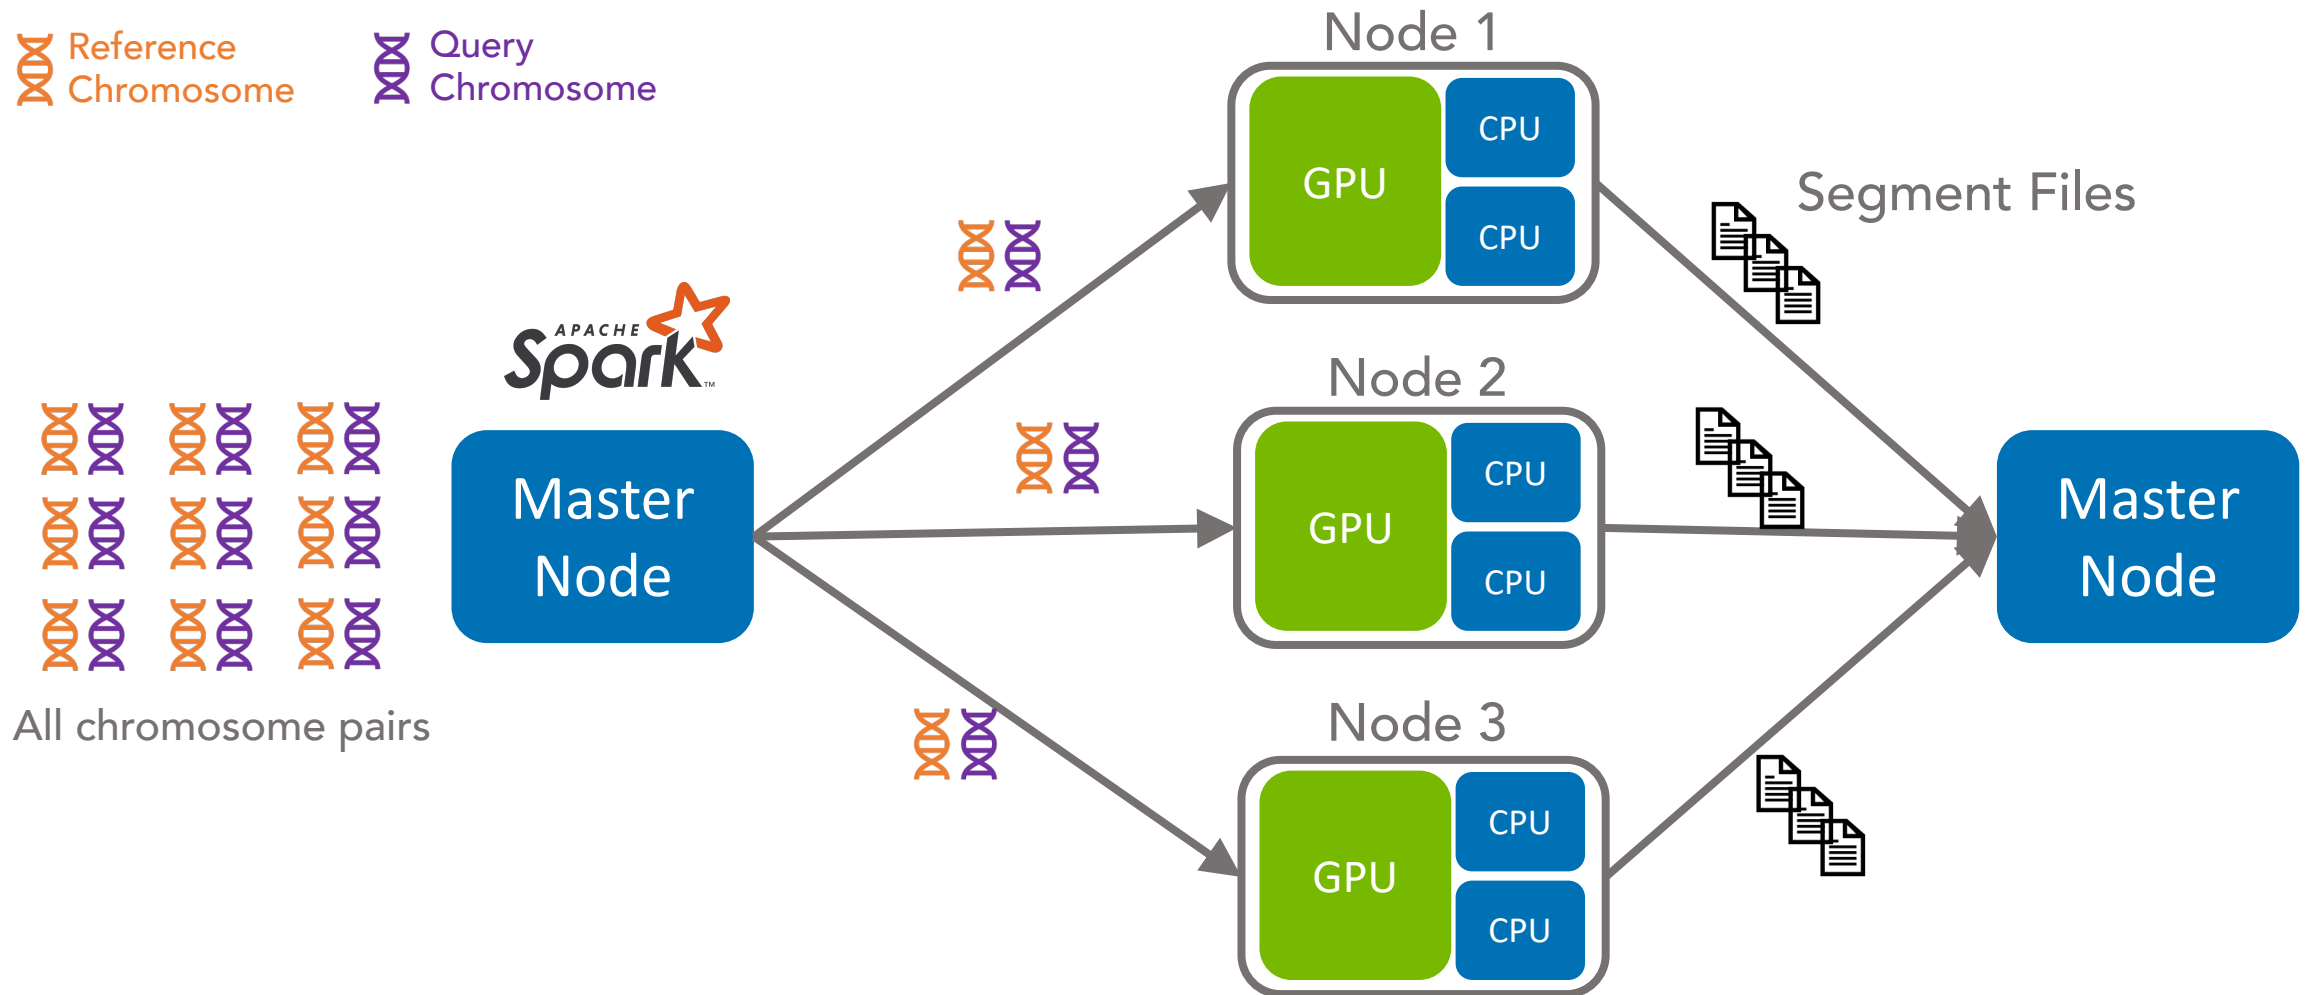 Reference
Chromosome
Query
Chromosome
Node 1
GPU
CPU
CPU
Segment Files
APACHE
Spark™
Master
Node
All chromosome pairs
Node 2
GPU
CPU
CPU
Node 3
GPU
CPU
CPU
Master
Node